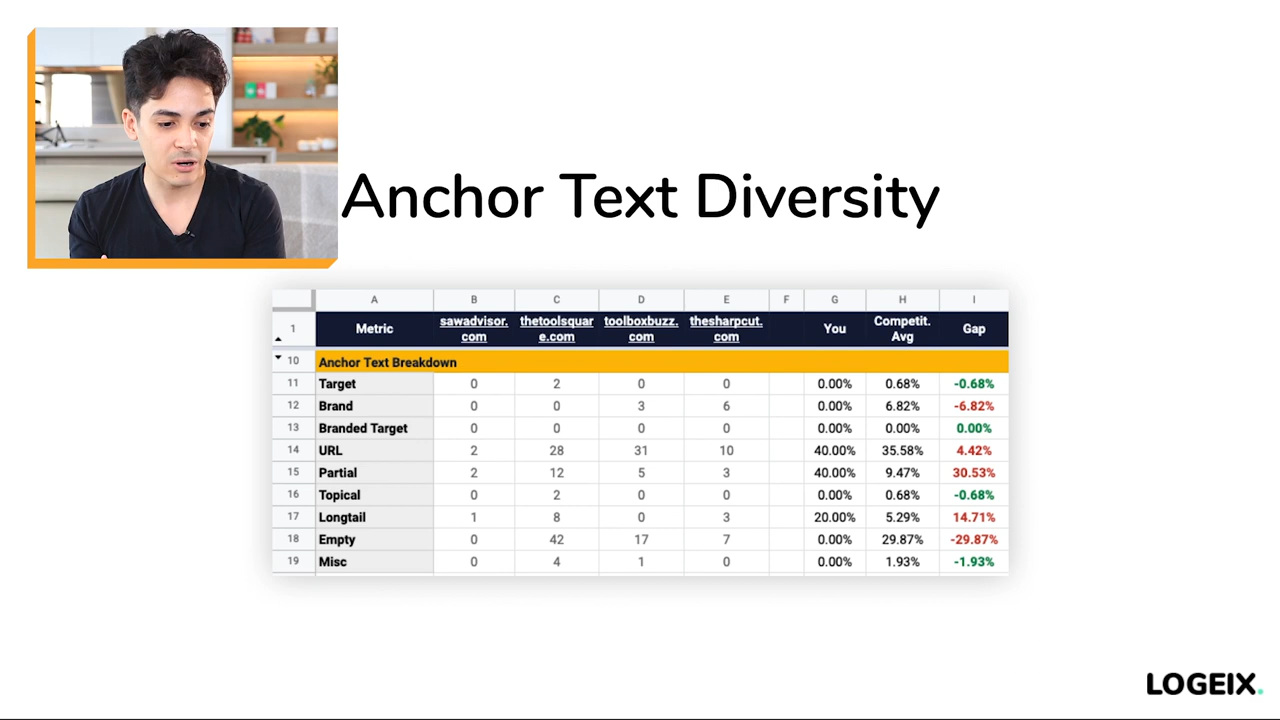 Anchor Text Diversity
A B C D E F G H I
1 Metric sawadvisor.com thetoolsquare.com toolboxbuzz.com thesharpcut.com You Competit. Avg Gap
10 Anchor Text Breakdown
11 Target 0 2 0 0 0.00% 0.68% -0.68%
12 Brand 0 0 3 6 0.00% 6.82% -6.82%
13 Branded Target 0 0 0 0 0.00% 0.00% 0.00%
14 URL 2 28 31 10 40.00% 35.58% 4.42%
15 Partial 2 12 5 3 40.00% 9.47% 30.53%
16 Topical 0 2 0 0 0.00% 0.68% -0.68%
17 Longtail 1 8 0 3 20.00% 5.29% 14.71%
18 Empty 0 42 17 7 0.00% 29.87% -29.87%
19 Misc 0 4 1 0 0.00% 1.93% -1.93%
LOGEIX.